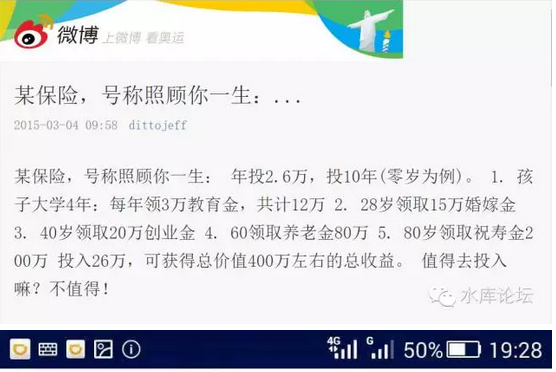 微博 上微博 看奥运
某保险，号称照顾你一生：...
2015-03-04 09:58 dittojeff
某保险，号称照顾你一生： 年投2.6万，投10年(零岁为例)。 1. 孩
子大学4年：每年领3万教育金，共计12万 2. 28岁领取15万婚嫁金
3. 40岁领取20万创业金 4. 60领取养老金80万 5. 80岁领取祝寿金2
00万 投入26万，可获得总价值400万左右的总收益。 值得去投入
嘛？不值得！
水库论坛
4G G 50% 19:28